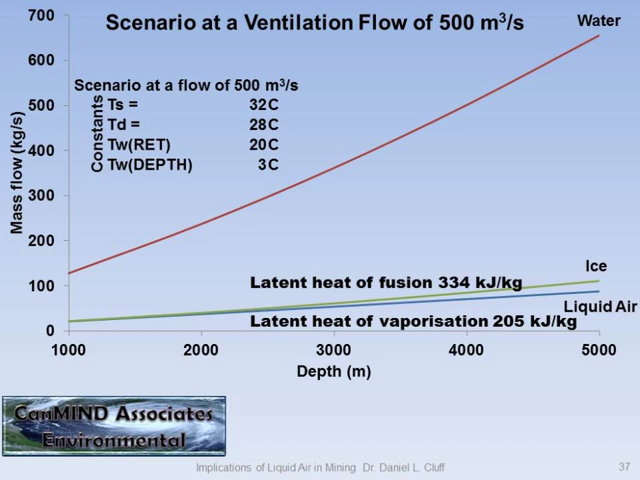 Scenario at a Ventilation Flow of 500 m³/s
Water
Scenario at a flow of 500 m³/s
Constants
Ts = 32C
Td = 28C
Tw(RET) 20C
Tw(DEPTH) 3C
Mass flow (kg/s)
700
600
500
400
300
200
100
0
Ice
Latent heat of fusion 334 kJ/kg
Liquid Air
Latent heat of vaporisation 205 kJ/kg
1000 2000 3000 4000 5000
Depth (m)
CanMIND Associates
Environmental
Implications of Liquid Air in Mining Dr. Daniel L. Cluff
37